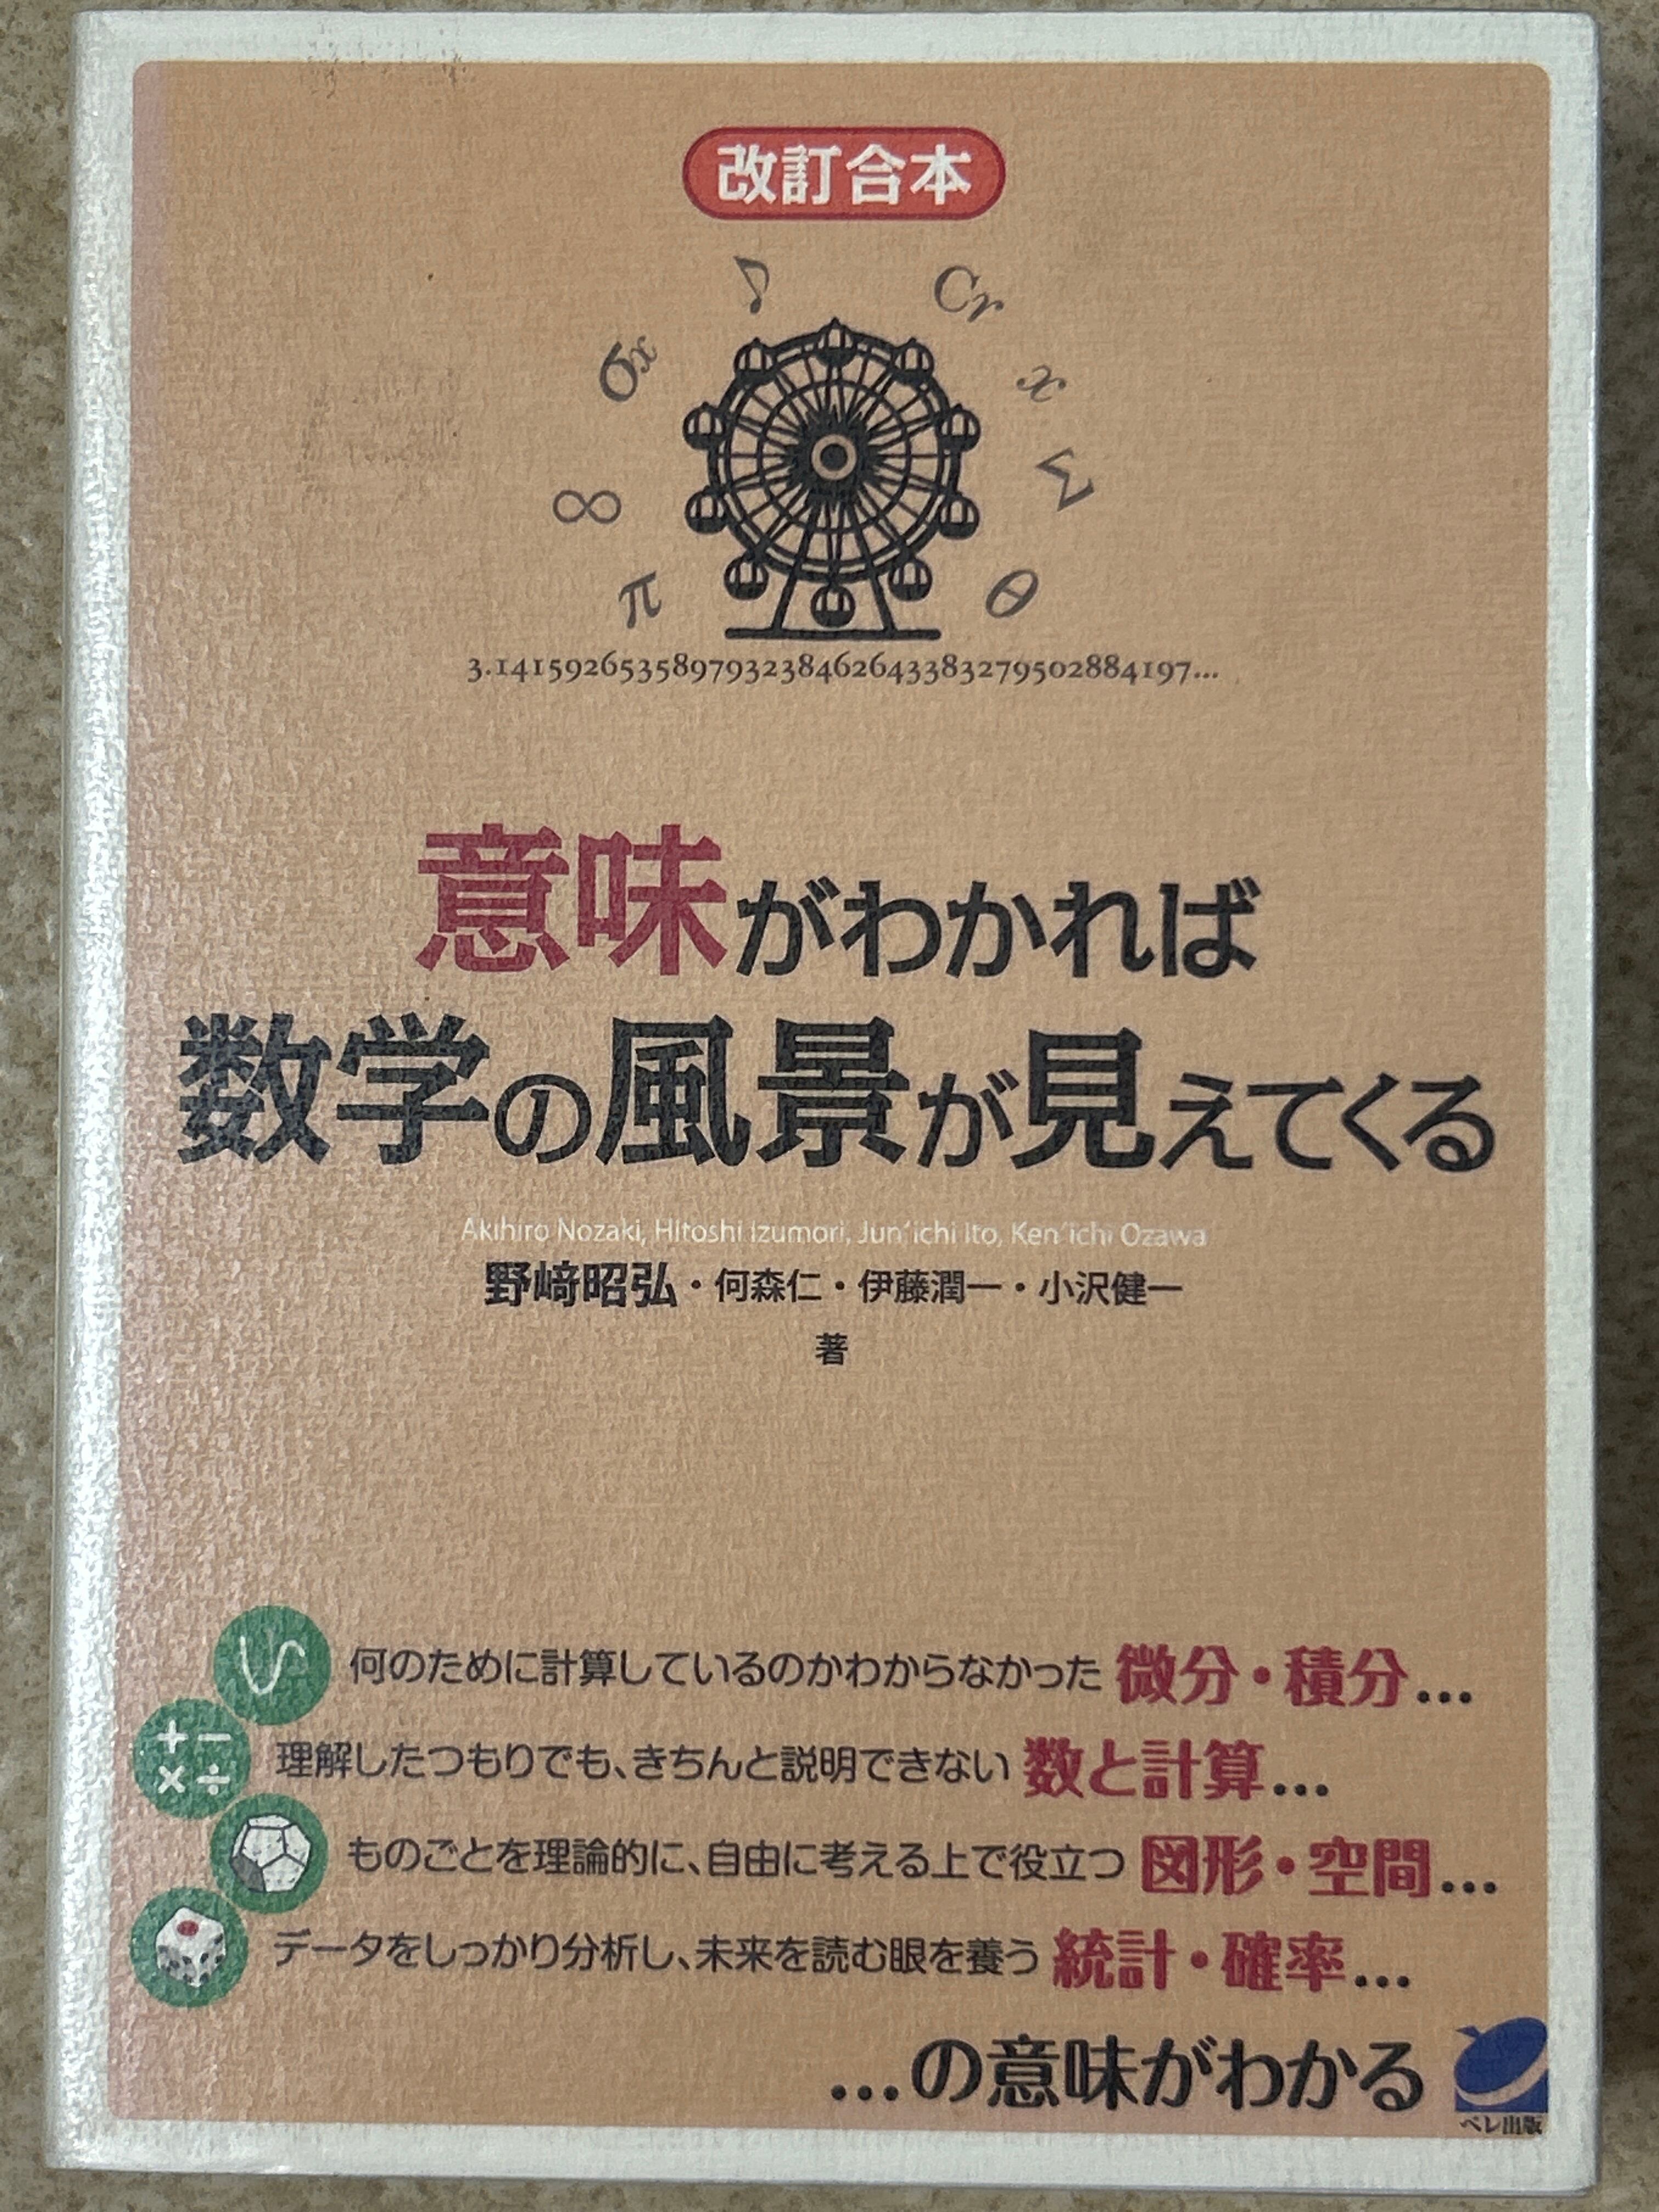 改訂合本
♪
Cr
σx
x
∞
Σ
π
θ
3.14159265358979323846264338327950288​4197...
意味がわかれば
数学の風景が見えてくる
Akihiro Nozaki, Hitoshi Izumori, Jun'ichi Ito, Ken'ichi Ozawa
野﨑昭弘・何森仁・伊藤潤一・小沢健一
著
何のために計算しているのかわからなかった 微分・積分…
+−
×÷
理解したつもりでも、きちんと説明できない 数と計算…
ものごとを理論的に、自由に考える上で役立つ 図形・空間…
データをしっかり分析し、未来を読む眼を養う 統計・確率…
…の意味がわかる
ベレ出版